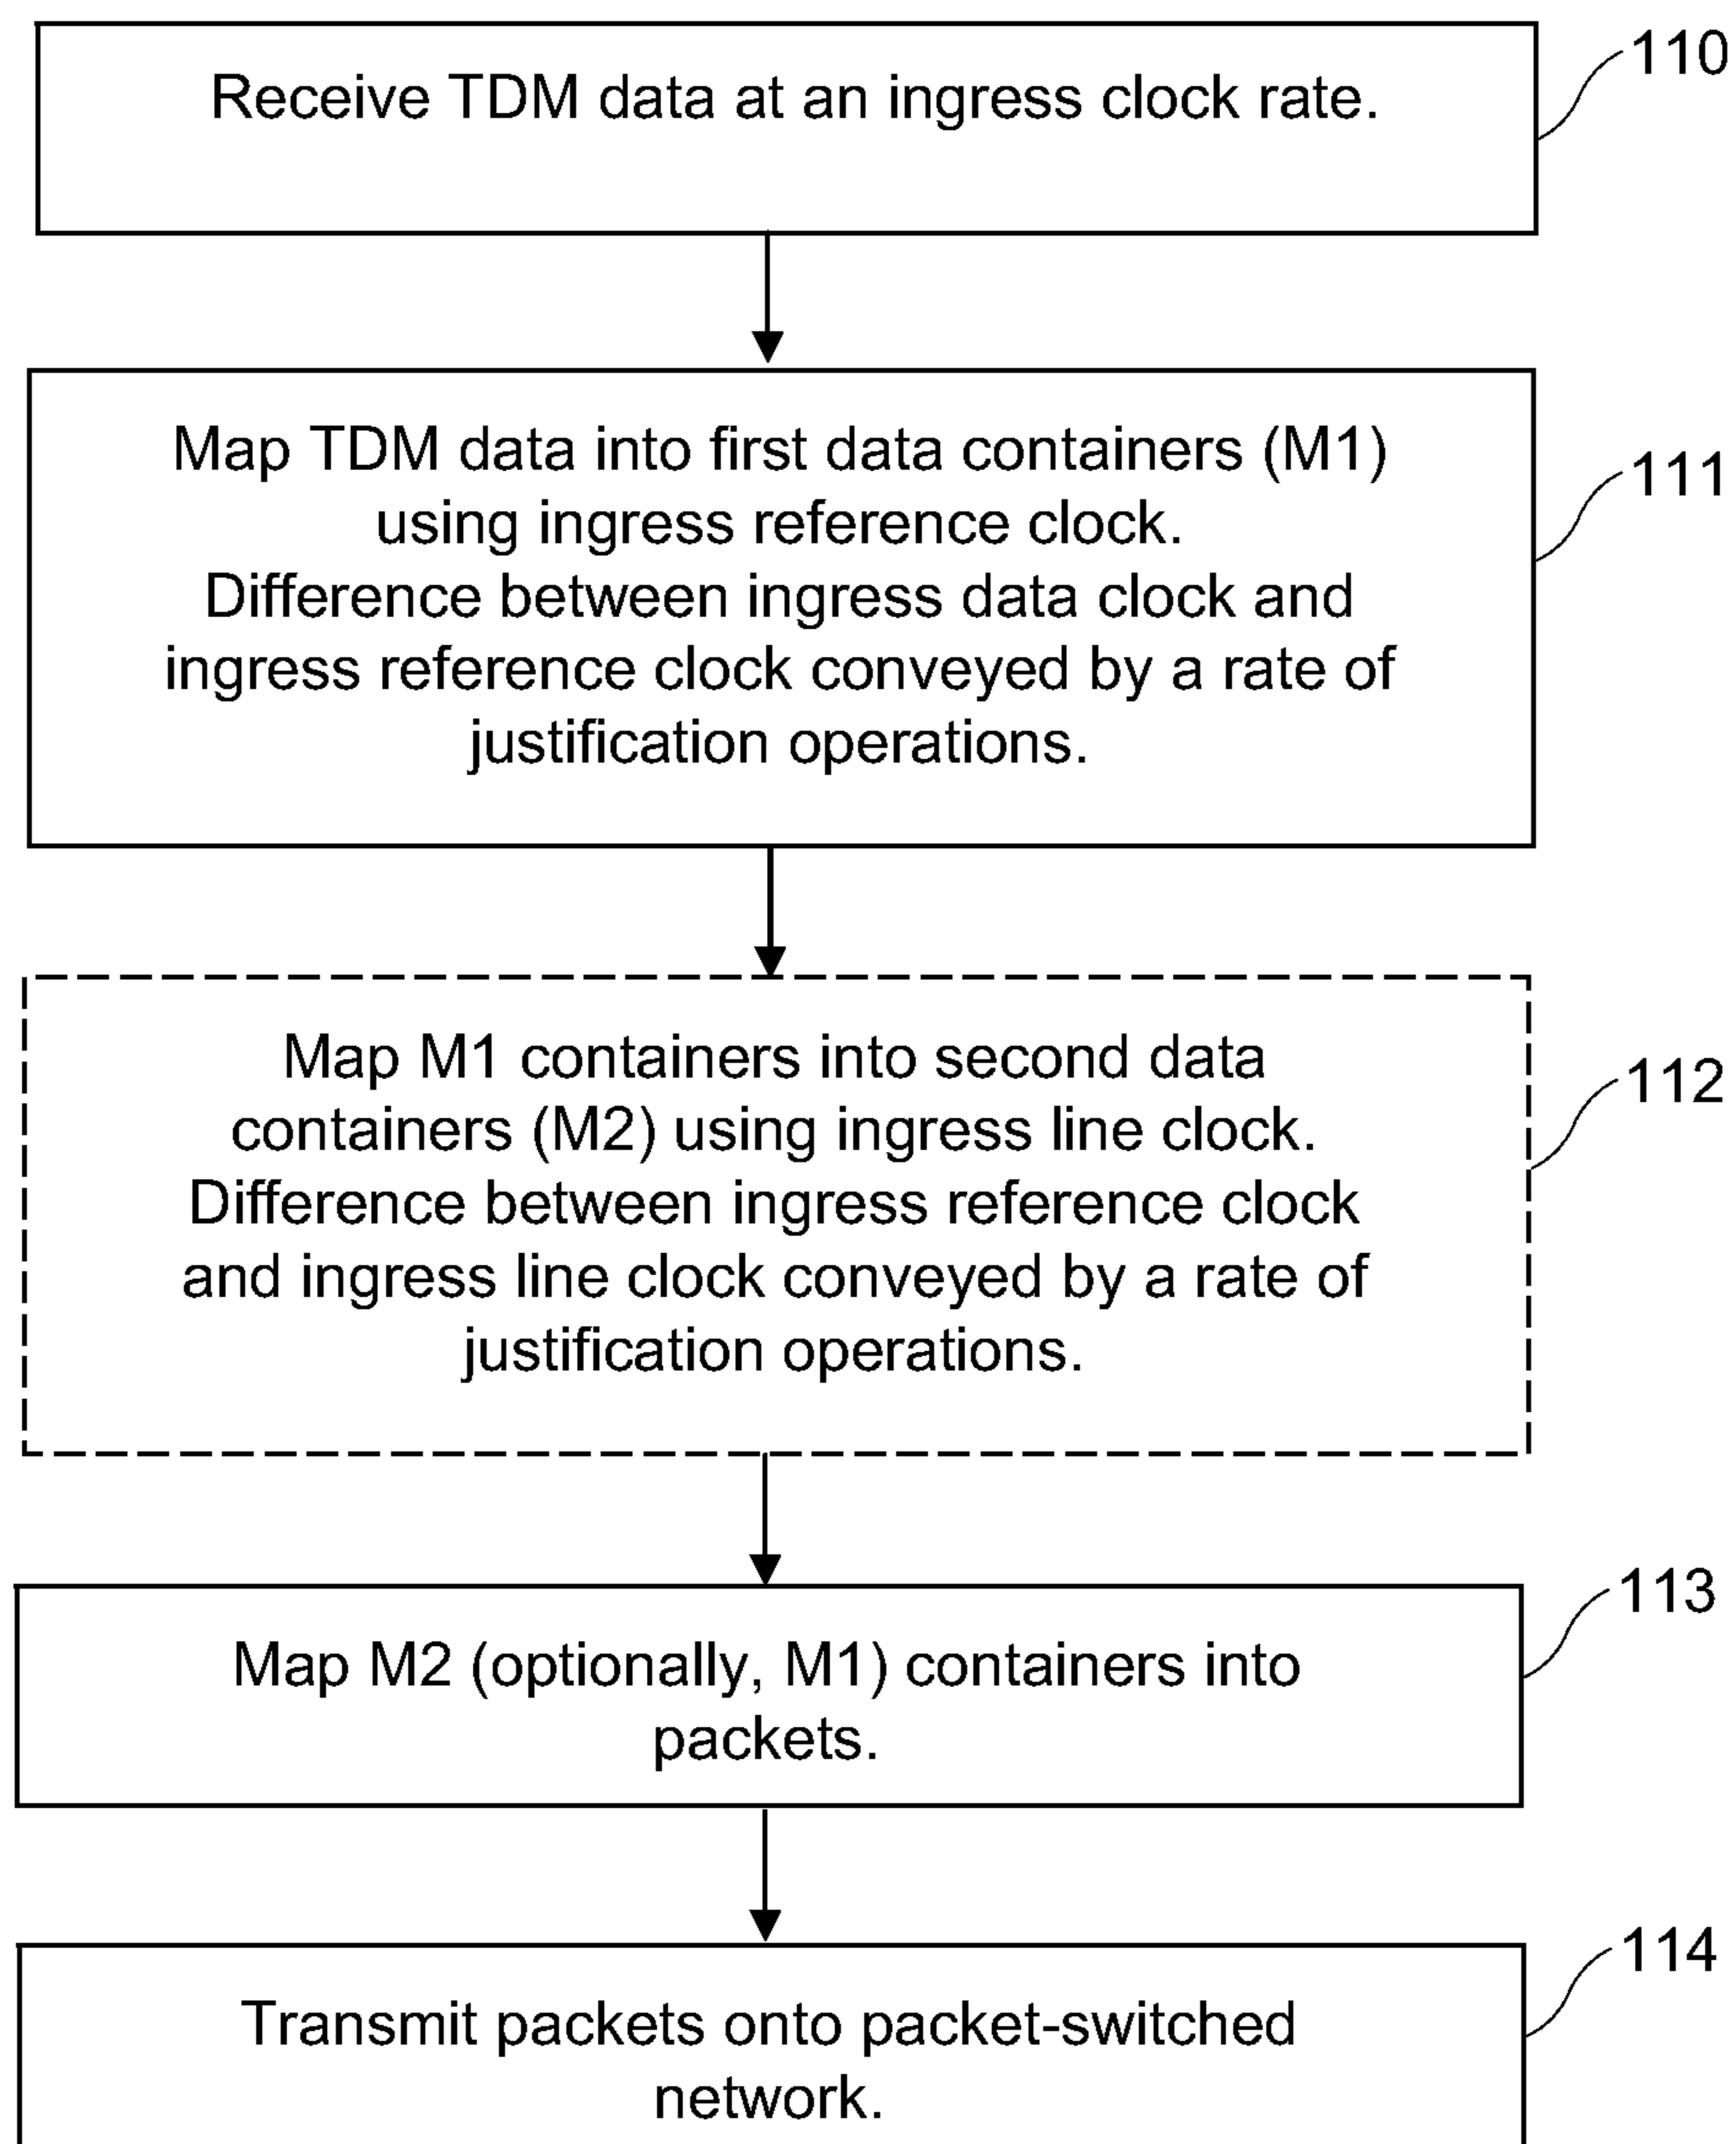 Receive TDM data at an ingress clock rate.
110
Map TDM data into first data containers (M1)
using ingress reference clock.
Difference between ingress data clock and
ingress reference clock conveyed by a rate of
justification operations.
111
Map M1 containers into second data
containers (M2) using ingress line clock.
Difference between ingress reference clock
and ingress line clock conveyed by a rate of
justification operations.
112
Map M2 (optionally, M1) containers into
packets.
113
Transmit packets onto packet-switched
network.
114